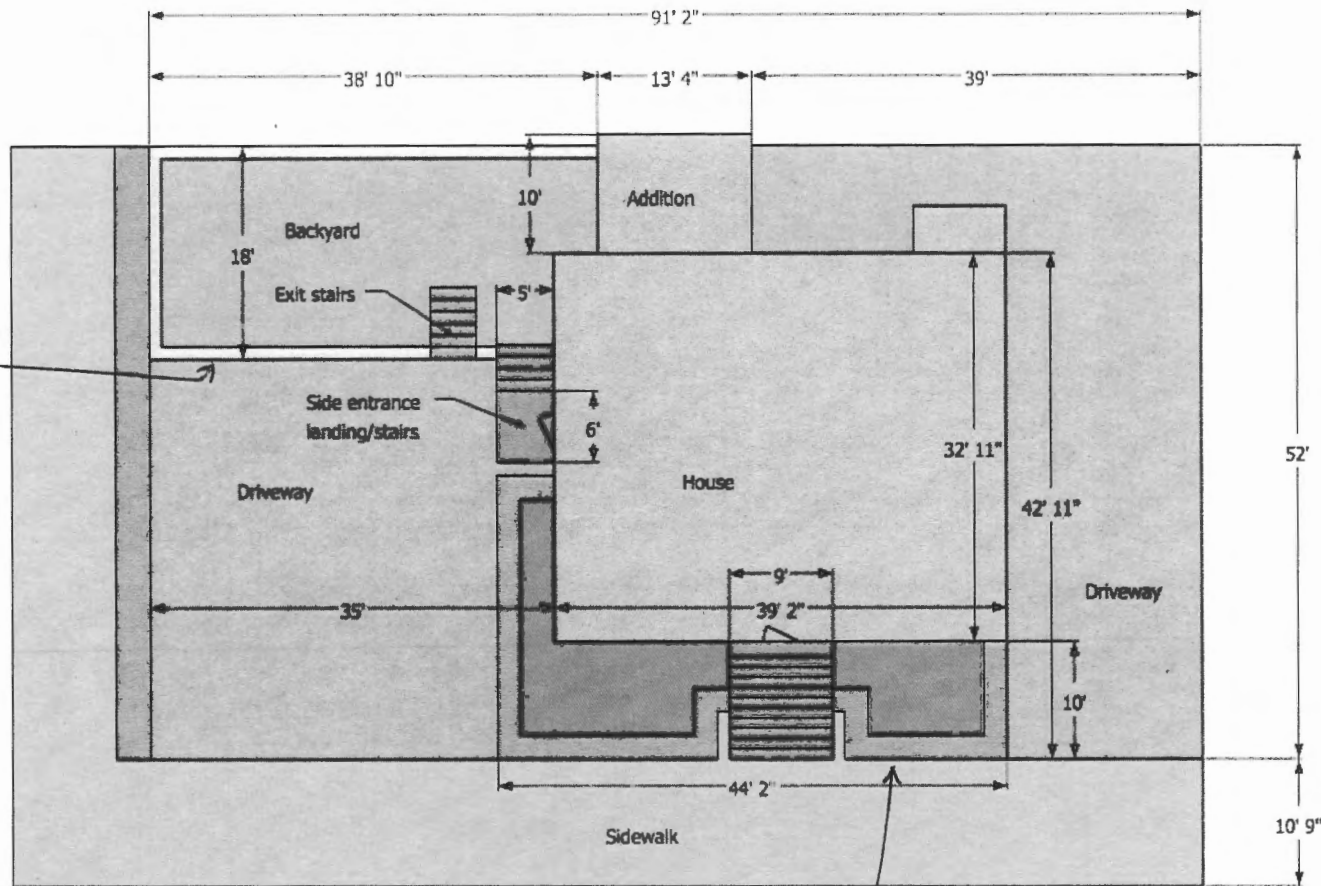 91' 2"
38' 10"
13' 4"
39'
10'
Addition
Backyard
18'
Exit stairs
5'
Side entrance
landing/stairs
6'
32' 11"
52'
Driveway
House
42' 11"
9'
35'
39' 2"
Driveway
10'
44' 2"
Sidewalk
10' 9"